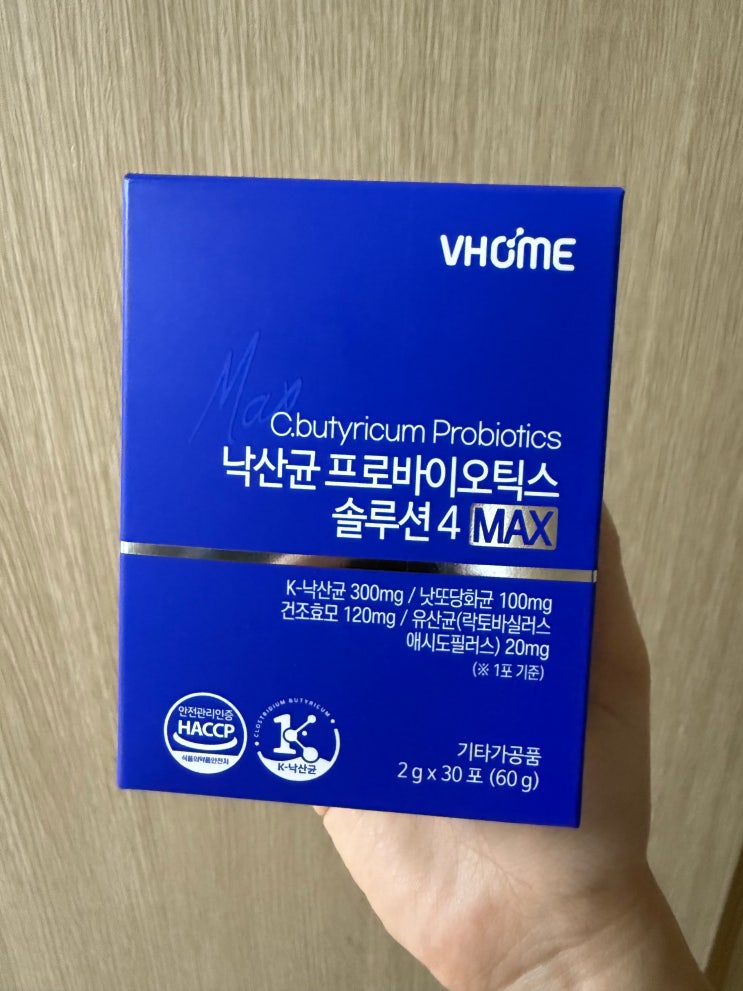 VHOME
Max
C.butyricum Probiotics
낙산균 프로바이오틱스
솔루션 4 MAX
K-낙산균 300mg / 낫또당화균 100mg
건조효모 120mg / 유산균(락토바실러스
애시도필러스) 20mg
(※ 1포 기준)
안전관리인증
HACCP
식품의약품안전처
CLOSTRIDIUM BUTYRICUM
K
K-낙산균
기타가공품
2 g x 30 포 (60 g)